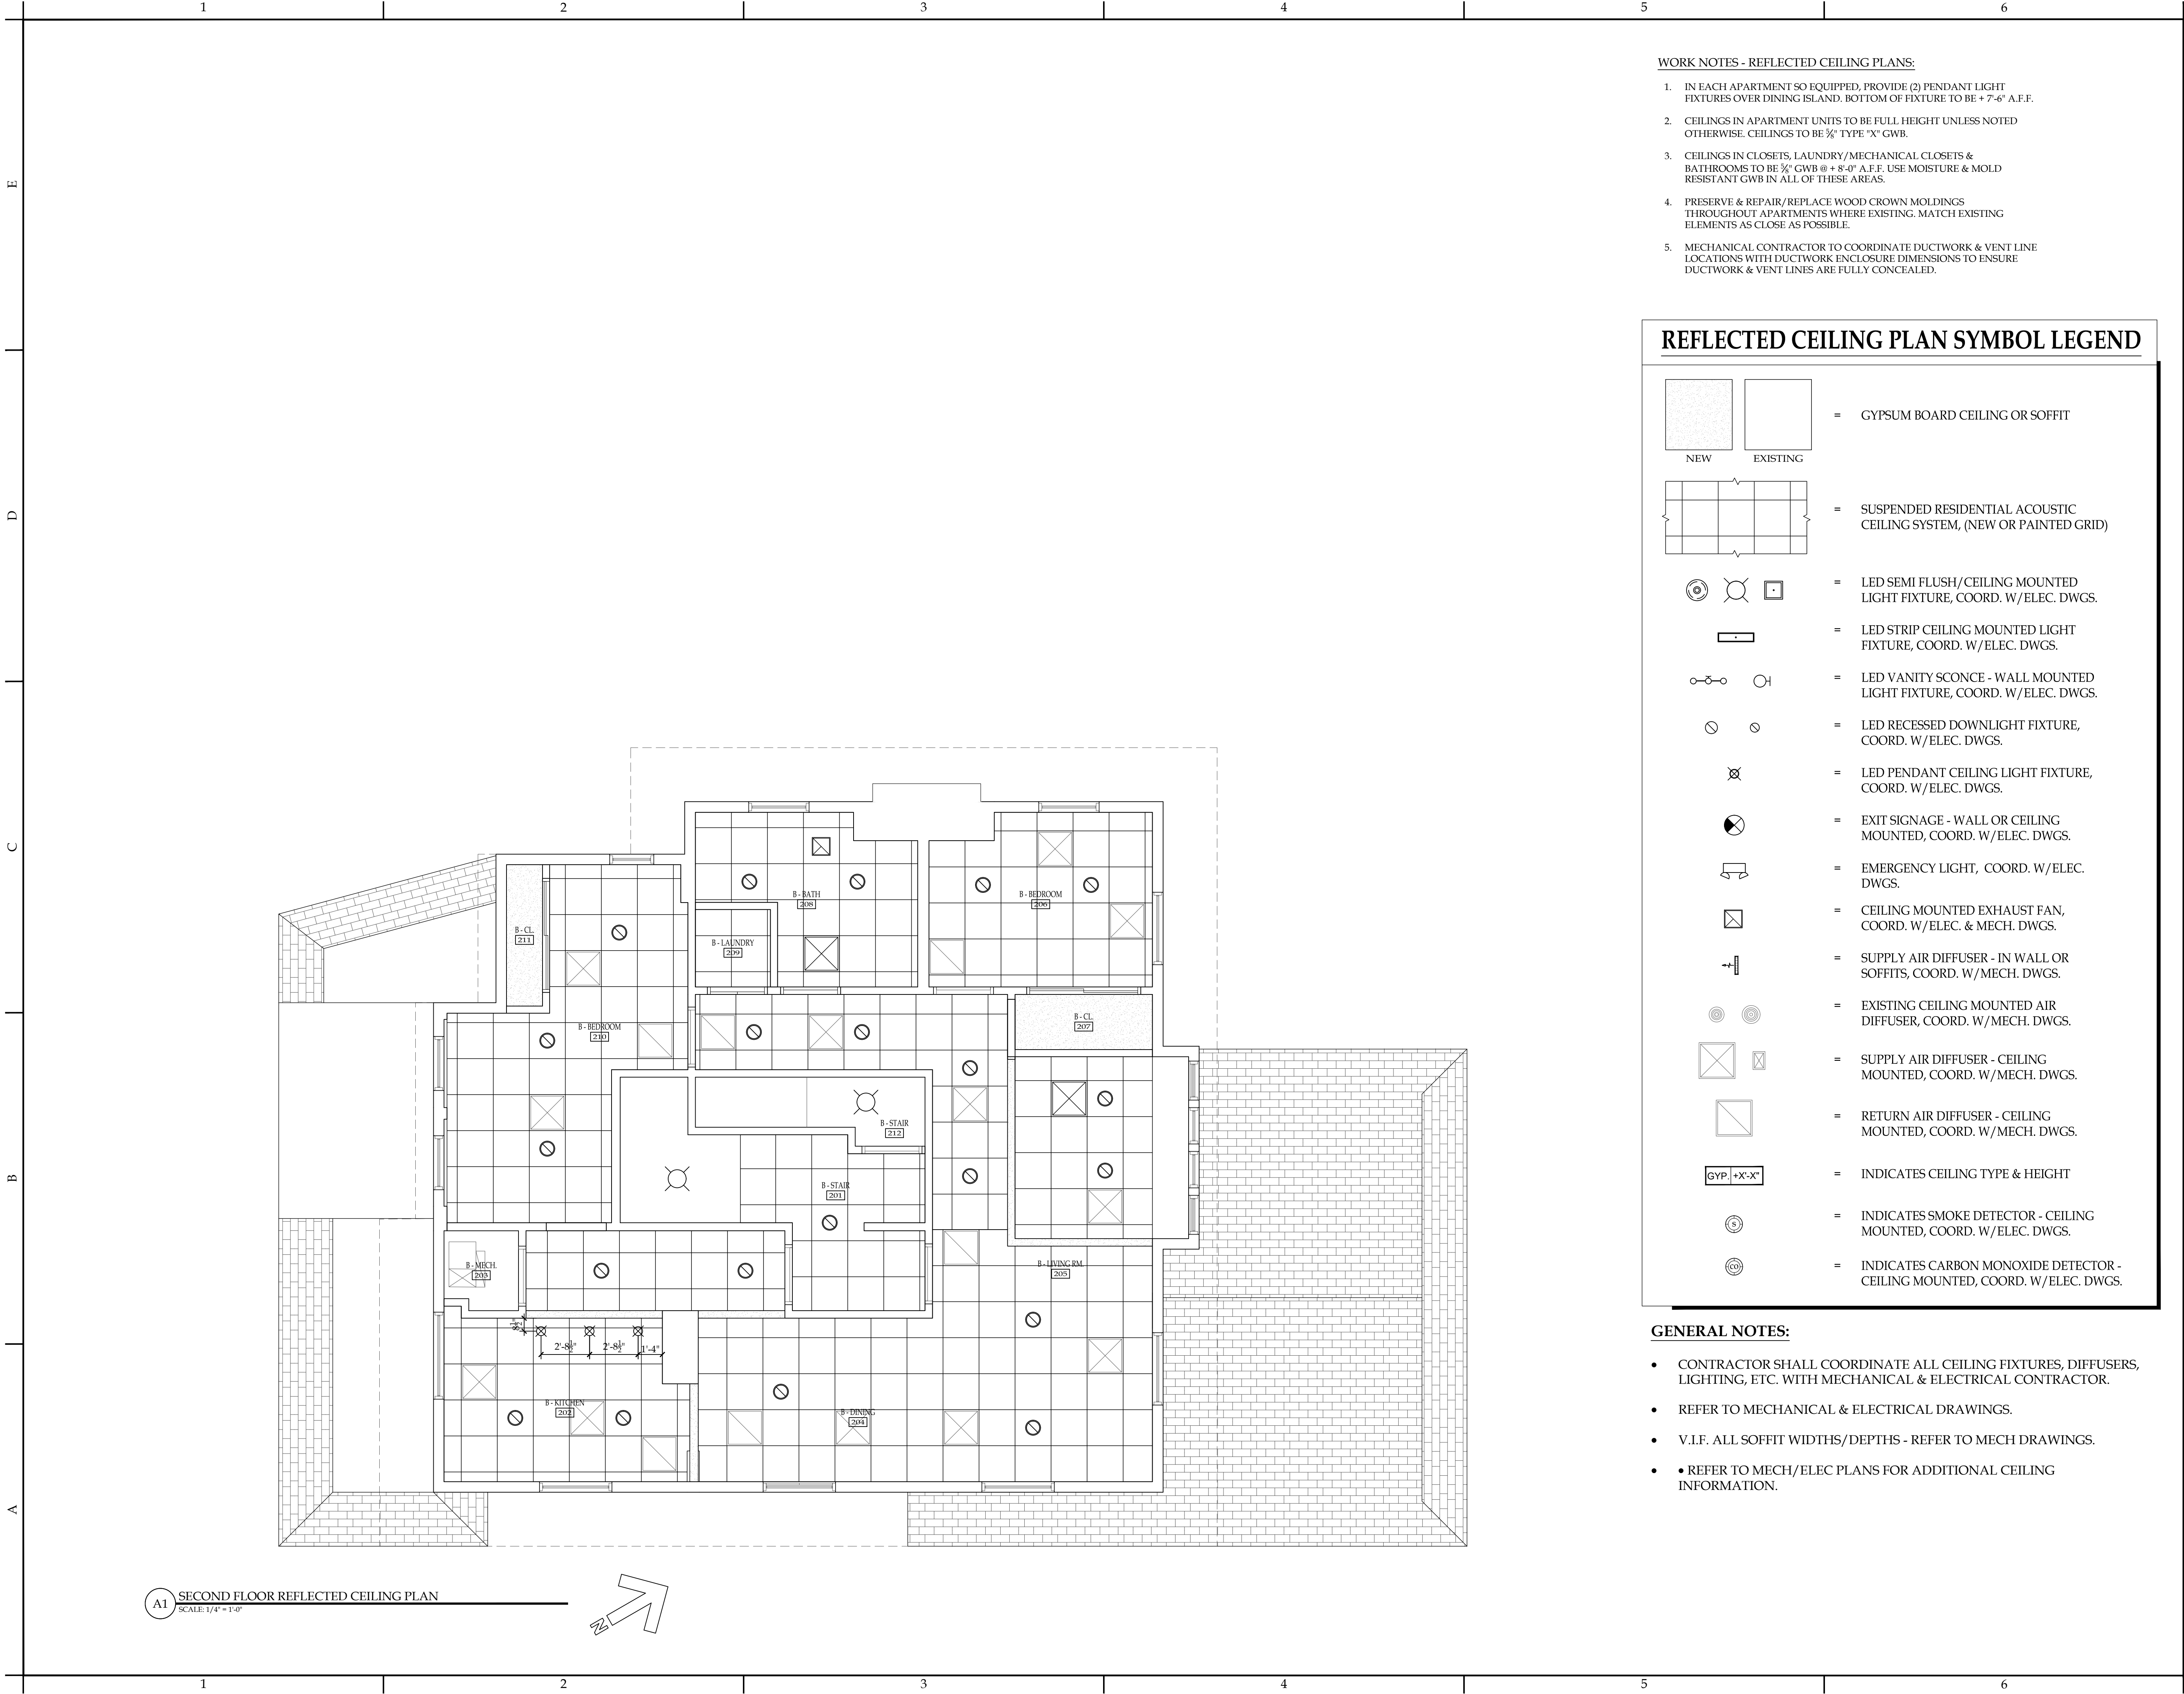 1 2 3 4 5 6
E
D
C
B
A
WORK NOTES - REFLECTED CEILING PLANS:
1. IN EACH APARTMENT SO EQUIPPED, PROVIDE (2) PENDANT LIGHT
FIXTURES OVER DINING ISLAND. BOTTOM OF FIXTURE TO BE + 7'-6" A.F.F.
2. CEILINGS IN APARTMENT UNITS TO BE FULL HEIGHT UNLESS NOTED
OTHERWISE. CEILINGS TO BE ⅝" TYPE "X" GWB.
3. CEILINGS IN CLOSETS, LAUNDRY/MECHANICAL CLOSETS &
BATHROOMS TO BE ⅝" GWB @ + 8'-0" A.F.F. USE MOISTURE & MOLD
RESISTANT GWB IN ALL OF THESE AREAS.
4. PRESERVE & REPAIR/REPLACE WOOD CROWN MOLDINGS
THROUGHOUT APARTMENTS WHERE EXISTING. MATCH EXISTING
ELEMENTS AS CLOSE AS POSSIBLE.
5. MECHANICAL CONTRACTOR TO COORDINATE DUCTWORK & VENT LINE
LOCATIONS WITH DUCTWORK ENCLOSURE DIMENSIONS TO ENSURE
DUCTWORK & VENT LINES ARE FULLY CONCEALED.
REFLECTED CEILING PLAN SYMBOL LEGEND
= GYPSUM BOARD CEILING OR SOFFIT
NEW EXISTING
= SUSPENDED RESIDENTIAL ACOUSTIC
CEILING SYSTEM, (NEW OR PAINTED GRID)
= LED SEMI FLUSH/CEILING MOUNTED
LIGHT FIXTURE, COORD. W/ELEC. DWGS.
= LED STRIP CEILING MOUNTED LIGHT
FIXTURE, COORD. W/ELEC. DWGS.
= LED VANITY SCONCE - WALL MOUNTED
LIGHT FIXTURE, COORD. W/ELEC. DWGS.
= LED RECESSED DOWNLIGHT FIXTURE,
COORD. W/ELEC. DWGS.
= LED PENDANT CEILING LIGHT FIXTURE,
COORD. W/ELEC. DWGS.
= EXIT SIGNAGE - WALL OR CEILING
MOUNTED, COORD. W/ELEC. DWGS.
= EMERGENCY LIGHT, COORD. W/ELEC.
DWGS.
= CEILING MOUNTED EXHAUST FAN,
COORD. W/ELEC. & MECH. DWGS.
= SUPPLY AIR DIFFUSER - IN WALL OR
SOFFITS, COORD. W/MECH. DWGS.
= EXISTING CEILING MOUNTED AIR
DIFFUSER, COORD. W/MECH. DWGS.
= SUPPLY AIR DIFFUSER - CEILING
MOUNTED, COORD. W/MECH. DWGS.
= RETURN AIR DIFFUSER - CEILING
MOUNTED, COORD. W/MECH. DWGS.
GYP. +X'-X" = INDICATES CEILING TYPE & HEIGHT
S = INDICATES SMOKE DETECTOR - CEILING
MOUNTED, COORD. W/ELEC. DWGS.
CO = INDICATES CARBON MONOXIDE DETECTOR -
CEILING MOUNTED, COORD. W/ELEC. DWGS.
GENERAL NOTES:
• CONTRACTOR SHALL COORDINATE ALL CEILING FIXTURES, DIFFUSERS,
LIGHTING, ETC. WITH MECHANICAL & ELECTRICAL CONTRACTOR.
• REFER TO MECHANICAL & ELECTRICAL DRAWINGS.
• V.I.F. ALL SOFFIT WIDTHS/DEPTHS - REFER TO MECH DRAWINGS.
• • REFER TO MECH/ELEC PLANS FOR ADDITIONAL CEILING
INFORMATION.
B - BATH
208
B - BEDROOM
206
B - CL.
211
B - LAUNDRY
209
B - CL.
207
B - BEDROOM
210
B - STAIR
212
B - STAIR
201
B - MECH.
203
B - LIVING RM.
205
8½"
2'-8½" 2'-8½" 1'-4"
B - KITCHEN
202
B - DINING
204
A1
SECOND FLOOR REFLECTED CEILING PLAN
SCALE: 1/4" = 1'-0"
N
1 2 3 4 5 6